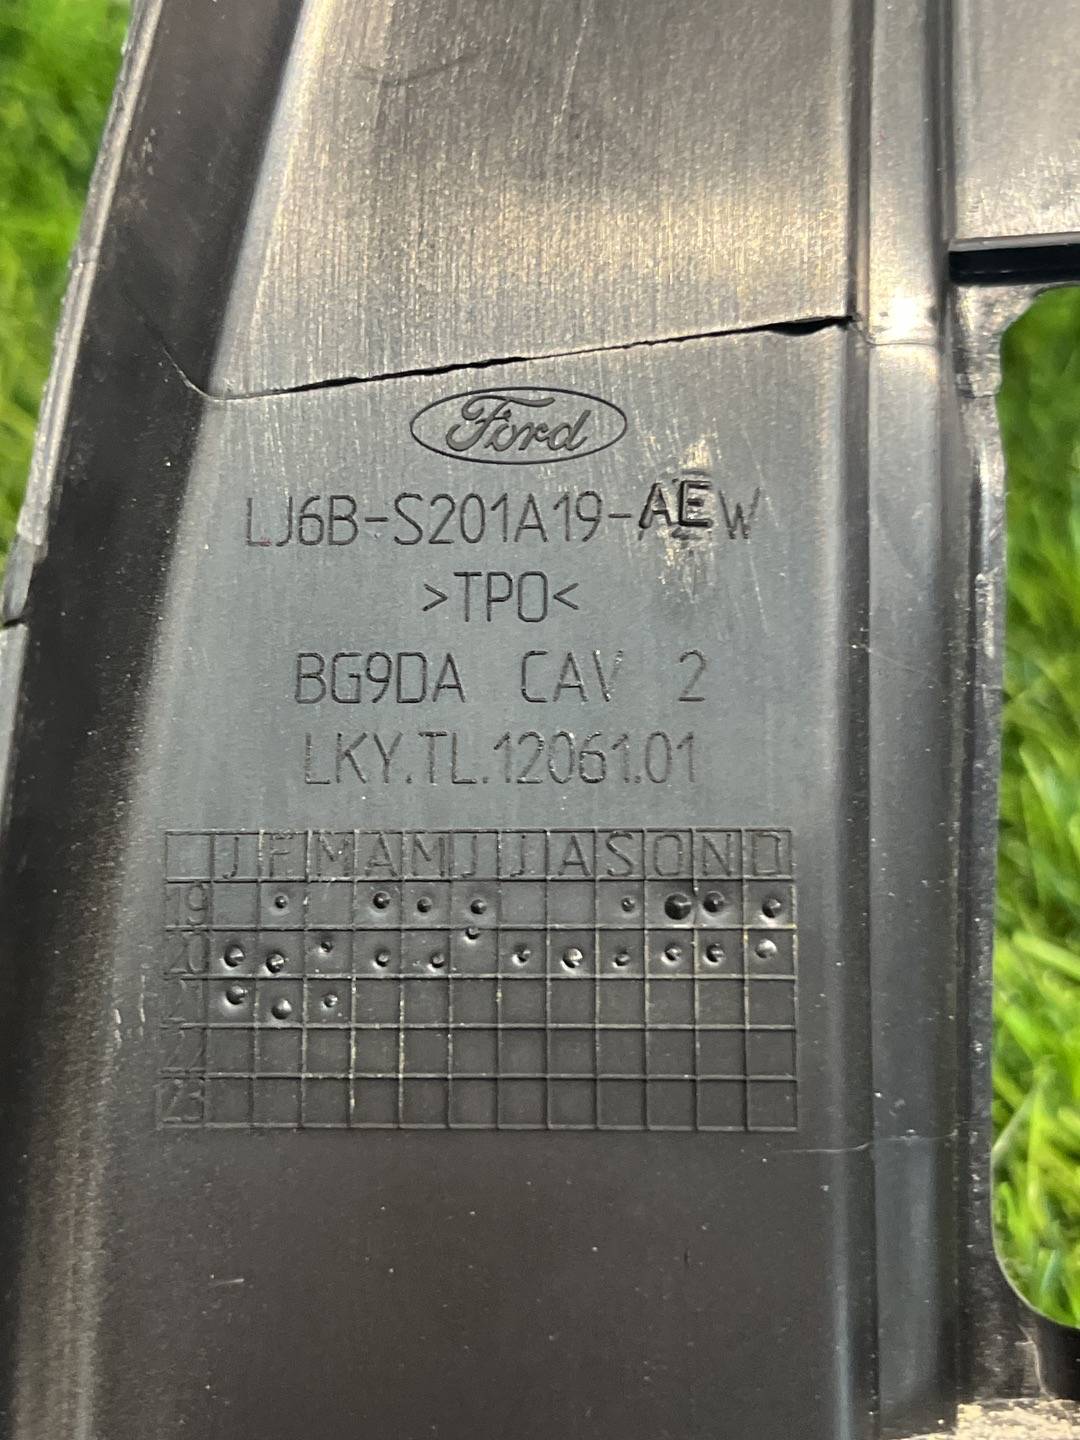 Ford
LJ6B-S201A19-AEW
>TPO<
BG9DA CAV 2
LKY.TL.12061.01
J F M A M J J A S O N D
19
20
21
22
23